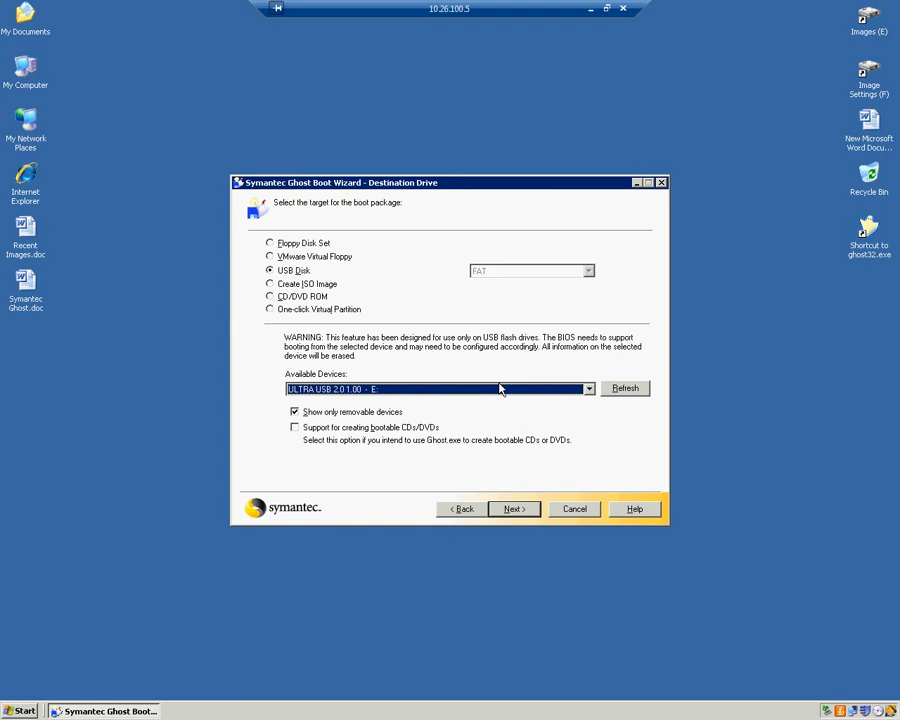 10.26.100.5
My Documents
My Computer
My Network
Places
Internet
Explorer
Recent
Images.doc
Symantec
Ghost.doc
Images (E)
Image
Settings (F)
New Microsoft
Word Docu...
Recycle Bin
Shortcut to
ghost32.exe
Symantec Ghost Boot Wizard - Destination Drive
Select the target for the boot package:
Floppy Disk Set
VMware Virtual Floppy
USB Disk
FAT
Create ISO Image
CD/DVD ROM
One-click Virtual Partition
WARNING: This feature has been designed for use only on USB flash drives. The BIOS needs to support
booting from the selected device and may need to be configured accordingly. All information on the selected
device will be erased.
Available Devices:
ULTRA USB 2.0 1.00 - E:
Refresh
Show only removable devices
Support for creating bootable CDs/DVDs
Select this option if you intend to use Ghost.exe to create bootable CDs or DVDs.
symantec.
< Back
Next >
Cancel
Help
Start
Symantec Ghost Boot...